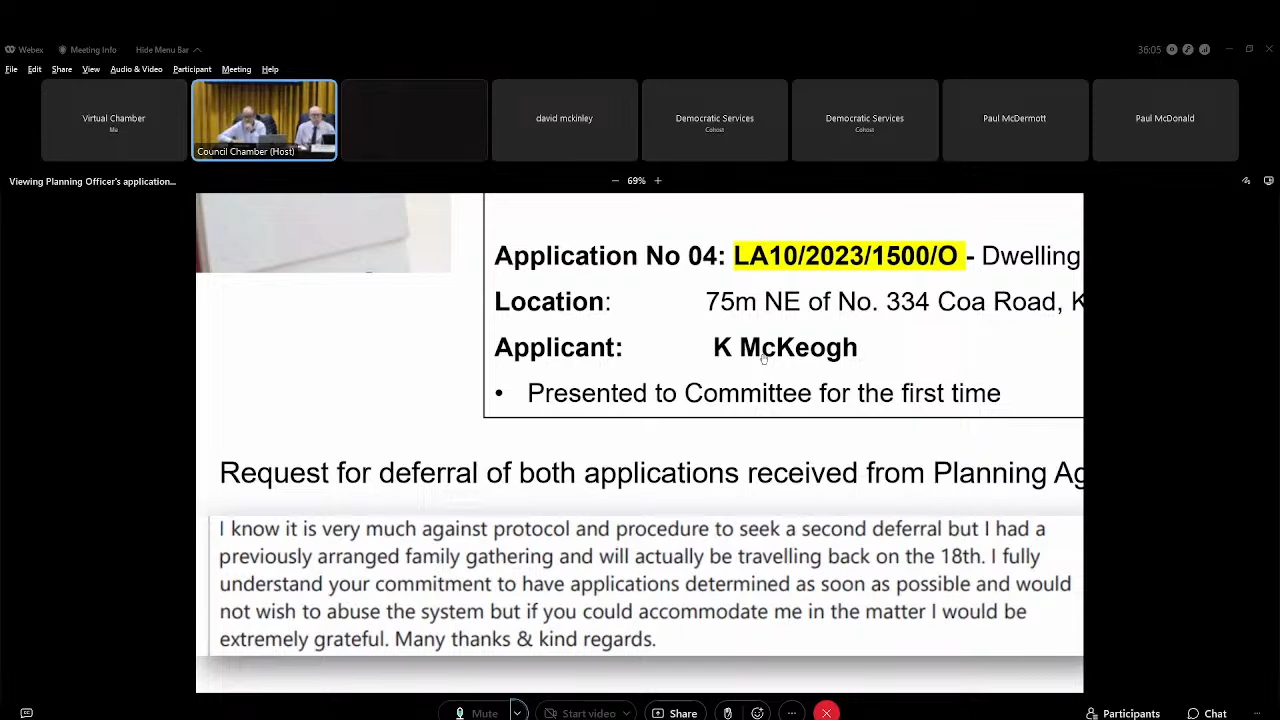 Webex
Meeting Info
Hide Menu Bar
36:05
File Edit Share View Audio & Video Participant Meeting Help
Virtual Chamber
Me
Council Chamber (Host)
david mckinley
Democratic Services
Cohost
Democratic Services
Cohost
Paul McDermott
Paul McDonald
Viewing Planning Officer's application...
− 69% +
Application No 04: LA10/2023/1500/O - Dwelling
Location: 75m NE of No. 334 Coa Road, K
Applicant: K McKeogh
• Presented to Committee for the first time
Request for deferral of both applications received from Planning Ag
I know it is very much against protocol and procedure to seek a second deferral but I had a
previously arranged family gathering and will actually be travelling back on the 18th. I fully
understand your commitment to have applications determined as soon as possible and would
not wish to abuse the system but if you could accommodate me in the matter I would be
extremely grateful. Many thanks & kind regards.
Mute
Start video
Share
Participants
Chat